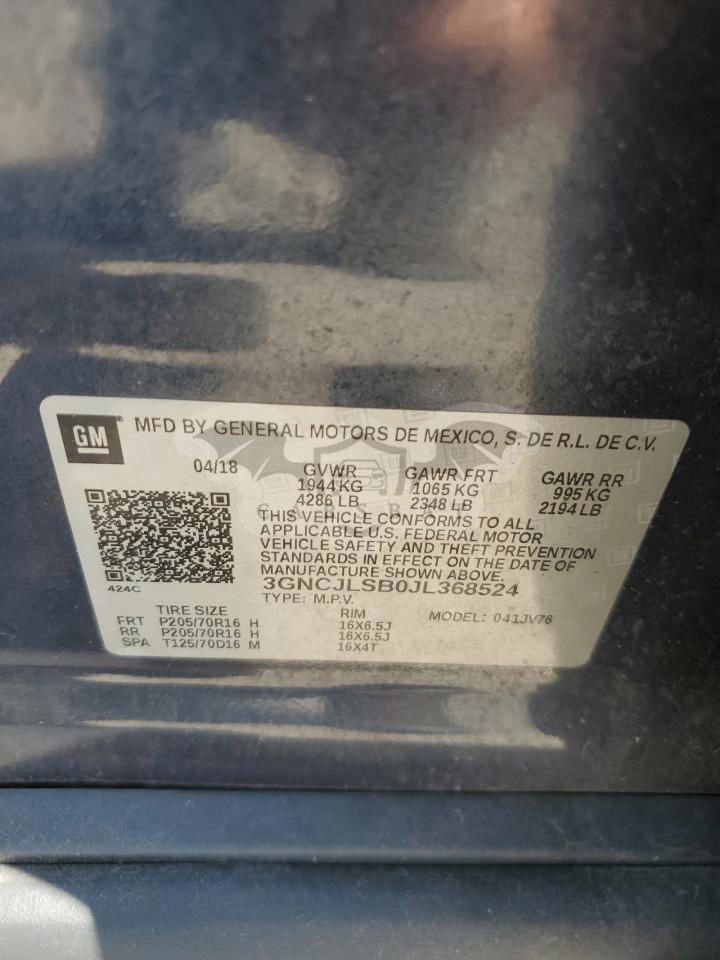 GM
MFD BY GENERAL MOTORS DE MEXICO, S. DE R.L. DE C.V.
04/18 GVWR GAWR FRT GAWR RR
1944 KG 1065 KG 995 KG
4286 LB 2348 LB 2194 LB
THIS VEHICLE CONFORMS TO ALL
APPLICABLE U.S. FEDERAL MOTOR
VEHICLE SAFETY AND THEFT PREVENTION
STANDARDS IN EFFECT ON THE DATE OF
MANUFACTURE SHOWN ABOVE.
424C
3GNCJLSB0JL368524
TYPE: M.P.V.
TIRE SIZE RIM MODEL: 041JV76
FRT P205/70R16 H 16X6.5J
RR P205/70R16 H 16X6.5J
SPA T125/70D16 M 16X4T